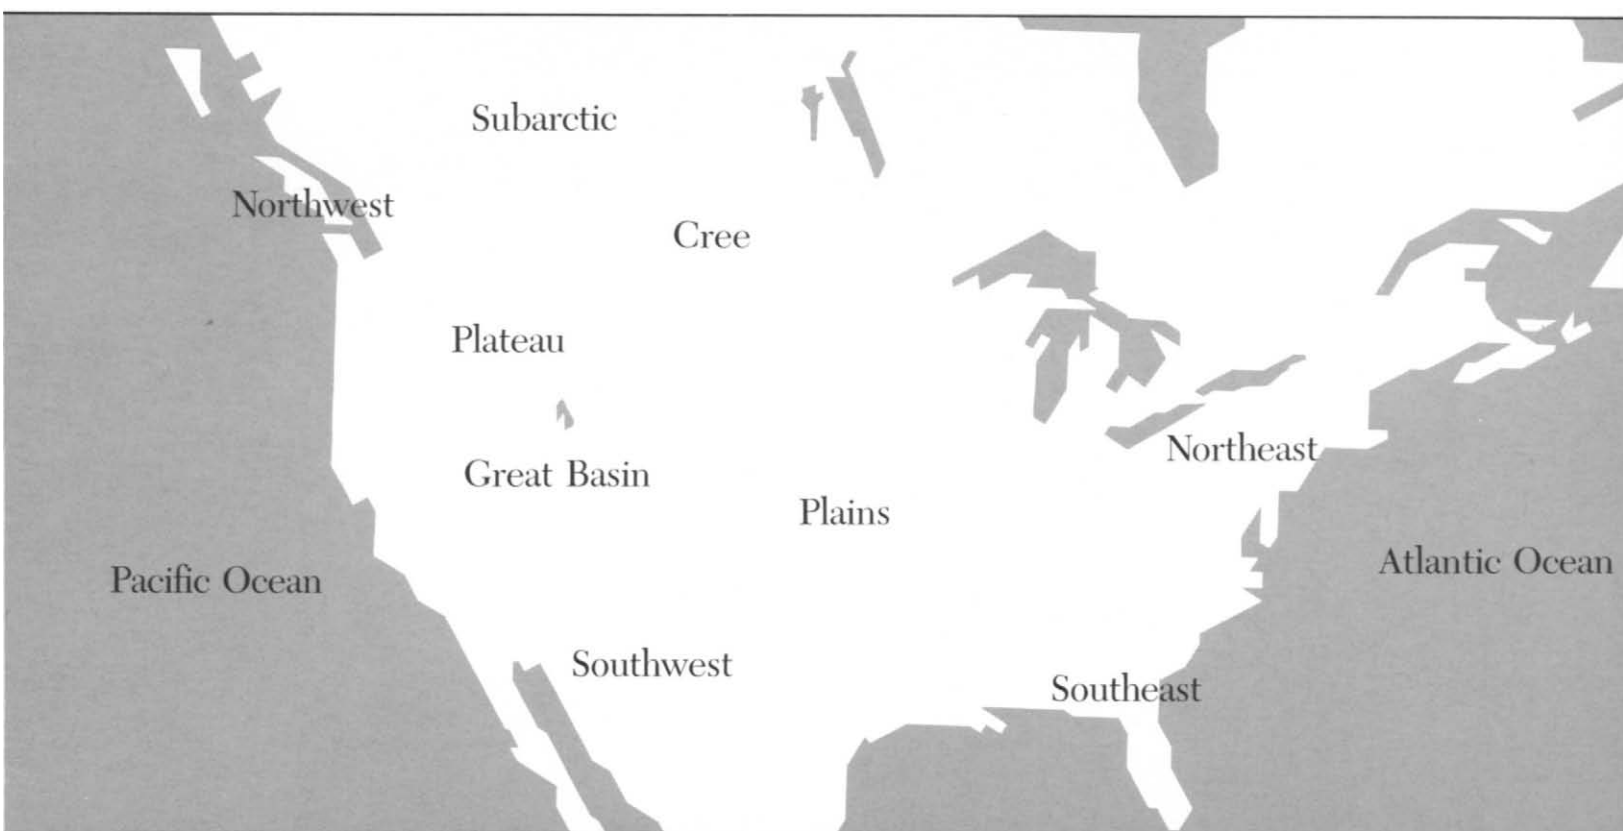 Subarctic
Northwest
Cree
Plateau
Northeast
Great Basin
Plains
Atlantic Ocean
Pacific Ocean
Southwest
Southeast